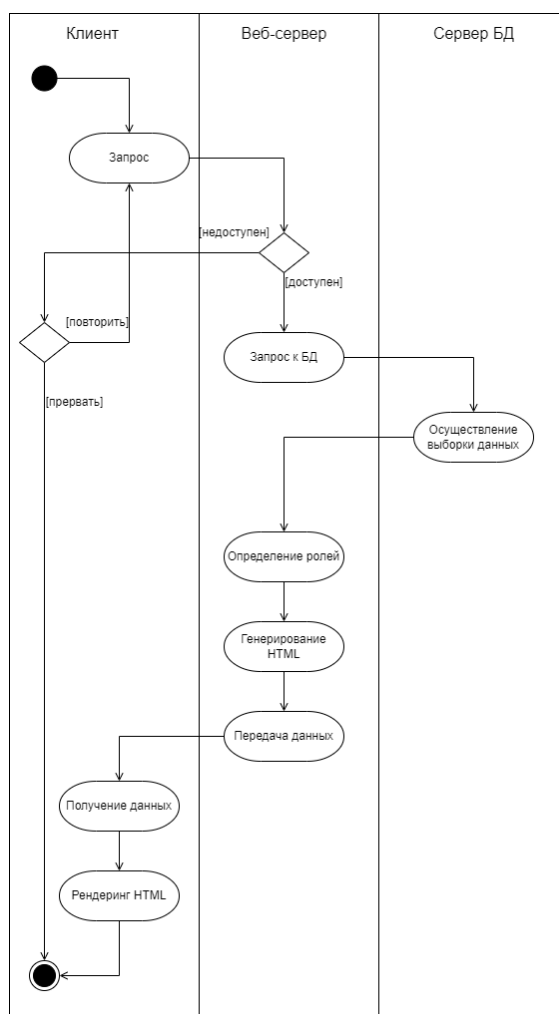 Клиент
Веб-сервер
Сервер БД
Запрос
[недоступен]
[доступен]
[повторить]
Запрос к БД
[прервать]
Осуществление
выборки данных
Определение ролей
Генерирование
HTML
Передача данных
Получение данных
Рендеринг HTML